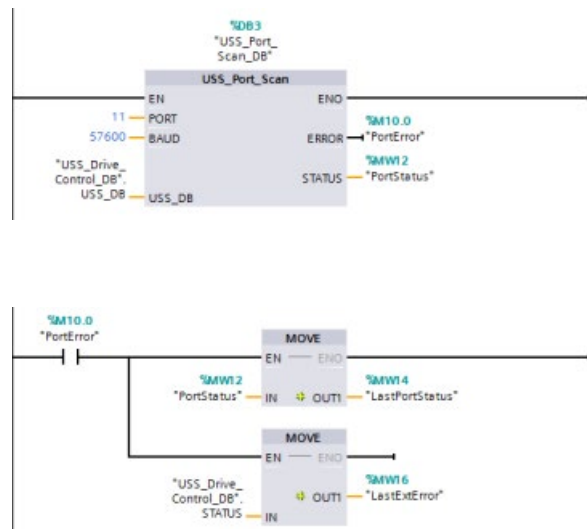 %DB3
"USS_Port_
Scan_DB"
USS_Port_Scan
EN ENO
11 PORT
%M10.0
57600 BAUD ERROR "PortError"
%MW12
"USS_Drive_
Control_DB".
STATUS "PortStatus"
USS_DB USS_DB
%M10.0
"PortError"
MOVE
EN ENO
%MW12 %MW14
"PortStatus" IN OUT1 "LastPortStatus"
MOVE
EN ENO
%MW16
"USS_Drive_
Control_DB".
OUT1 "LastExtError"
STATUS IN